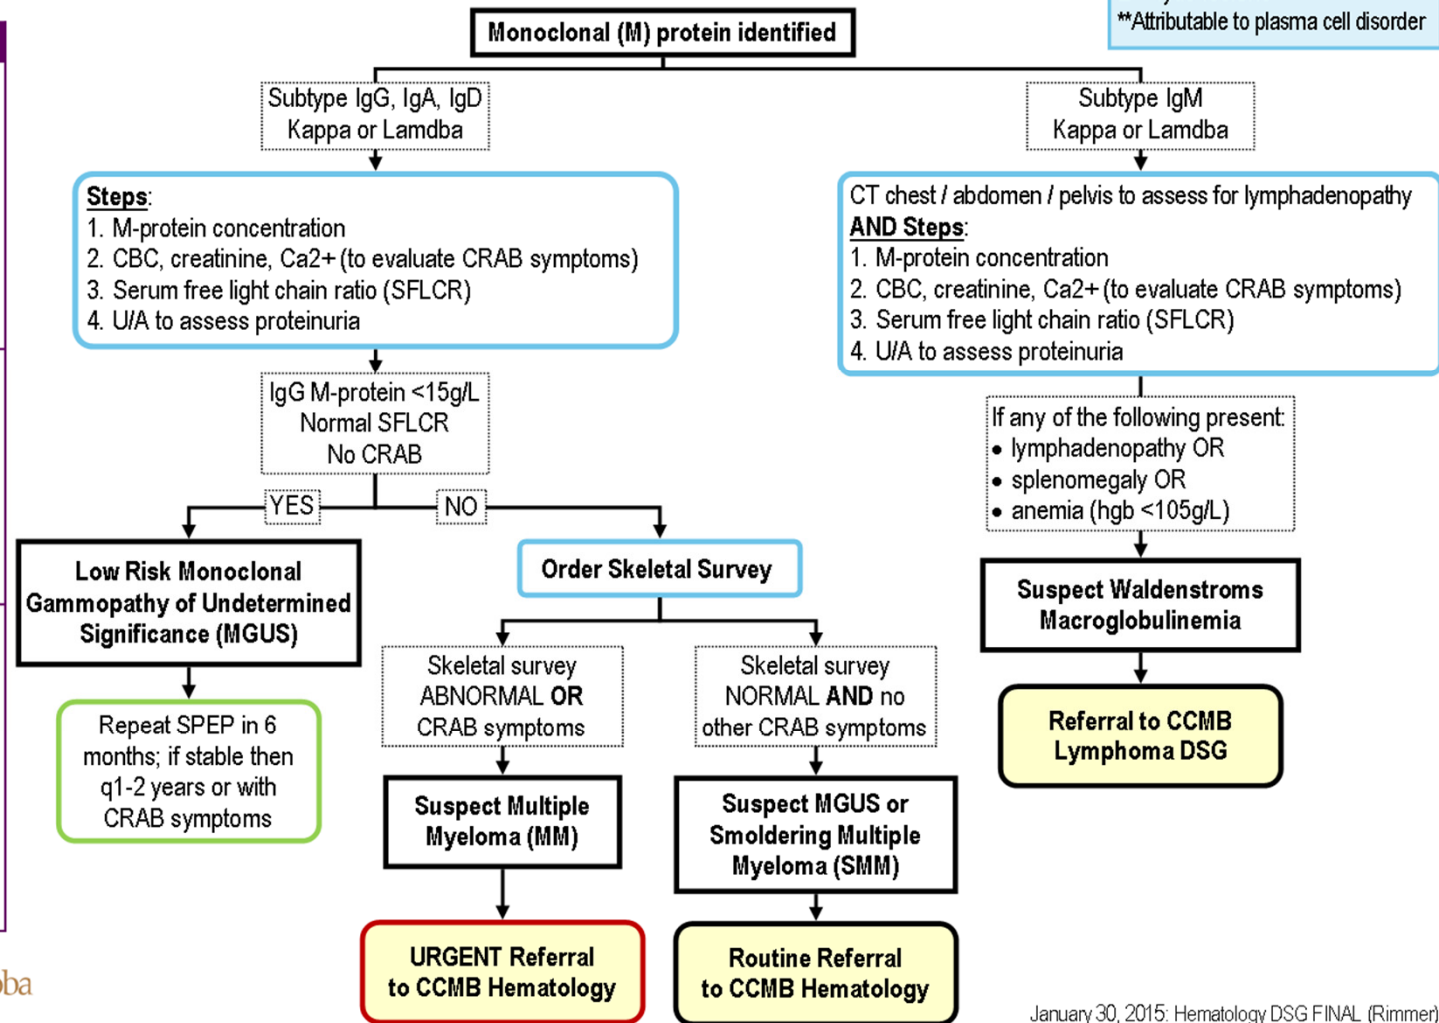 **Attributable to plasma cell disorder
Monoclonal (M) protein identified
Subtype IgG, IgA, IgD
Kappa or Lamdba
Subtype IgM
Kappa or Lamdba
Steps:
1. M-protein concentration
2. CBC, creatinine, Ca2+ (to evaluate CRAB symptoms)
3. Serum free light chain ratio (SFLCR)
4. U/A to assess proteinuria
CT chest / abdomen / pelvis to assess for lymphadenopathy
AND Steps:
1. M-protein concentration
2. CBC, creatinine, Ca2+ (to evaluate CRAB symptoms)
3. Serum free light chain ratio (SFLCR)
4. U/A to assess proteinuria
IgG M-protein <15g/L
Normal SFLCR
No CRAB
If any of the following present:
• lymphadenopathy OR
• splenomegaly OR
• anemia (hgb <105g/L)
YES
NO
Low Risk Monoclonal
Gammopathy of Undetermined
Significance (MGUS)
Order Skeletal Survey
Suspect Waldenstroms
Macroglobulinemia
Repeat SPEP in 6
months; if stable then
q1-2 years or with
CRAB symptoms
Skeletal survey
ABNORMAL OR
CRAB symptoms
Skeletal survey
NORMAL AND no
other CRAB symptoms
Referral to CCMB
Lymphoma DSG
Suspect Multiple
Myeloma (MM)
Suspect MGUS or
Smoldering Multiple
Myeloma (SMM)
URGENT Referral
to CCMB Hematology
Routine Referral
to CCMB Hematology
January 30, 2015: Hematology DSG FINAL (Rimmer)